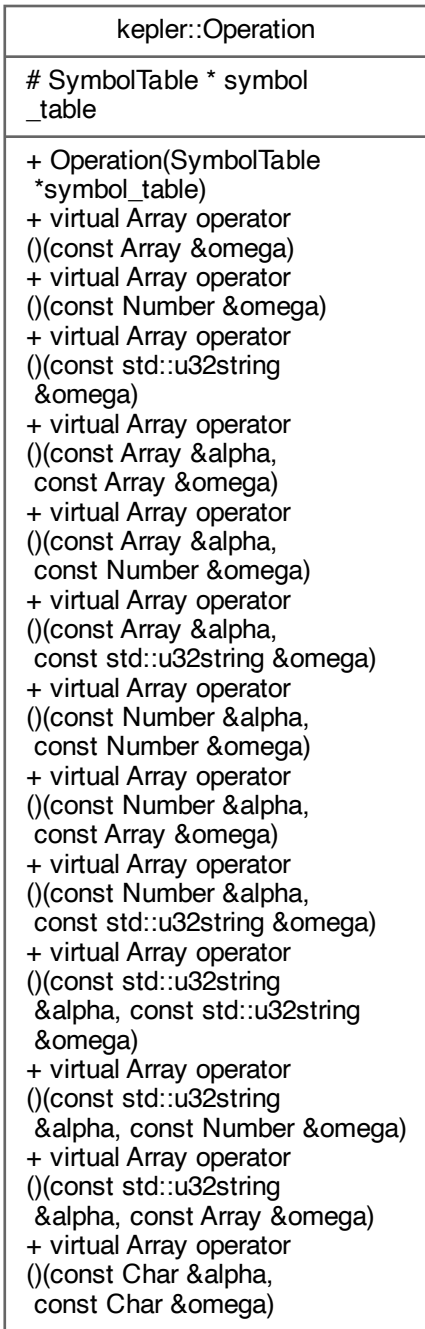 kepler::Operation
# SymbolTable * symbol
_table
+ Operation(SymbolTable
*symbol_table)
+ virtual Array operator
()(const Array &omega)
+ virtual Array operator
()(const Number &omega)
+ virtual Array operator
()(const std::u32string
&omega)
+ virtual Array operator
()(const Array &alpha,
const Array &omega)
+ virtual Array operator
()(const Array &alpha,
const Number &omega)
+ virtual Array operator
()(const Array &alpha,
const std::u32string &omega)
+ virtual Array operator
()(const Number &alpha,
const Number &omega)
+ virtual Array operator
()(const Number &alpha,
const Array &omega)
+ virtual Array operator
()(const Number &alpha,
const std::u32string &omega)
+ virtual Array operator
()(const std::u32string
&alpha, const std::u32string
&omega)
+ virtual Array operator
()(const std::u32string
&alpha, const Number &omega)
+ virtual Array operator
()(const std::u32string
&alpha, const Array &omega)
+ virtual Array operator
()(const Char &alpha,
const Char &omega)